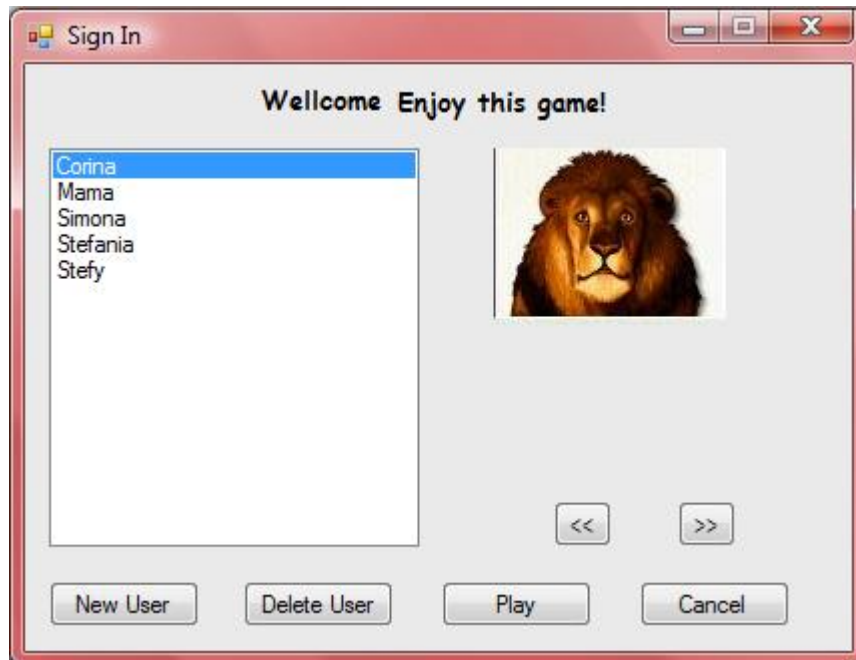 Sign In
Wellcome Enjoy this game!
Corina
Mama
Simona
Stefania
Stefy
<< >>
New User Delete User Play Cancel